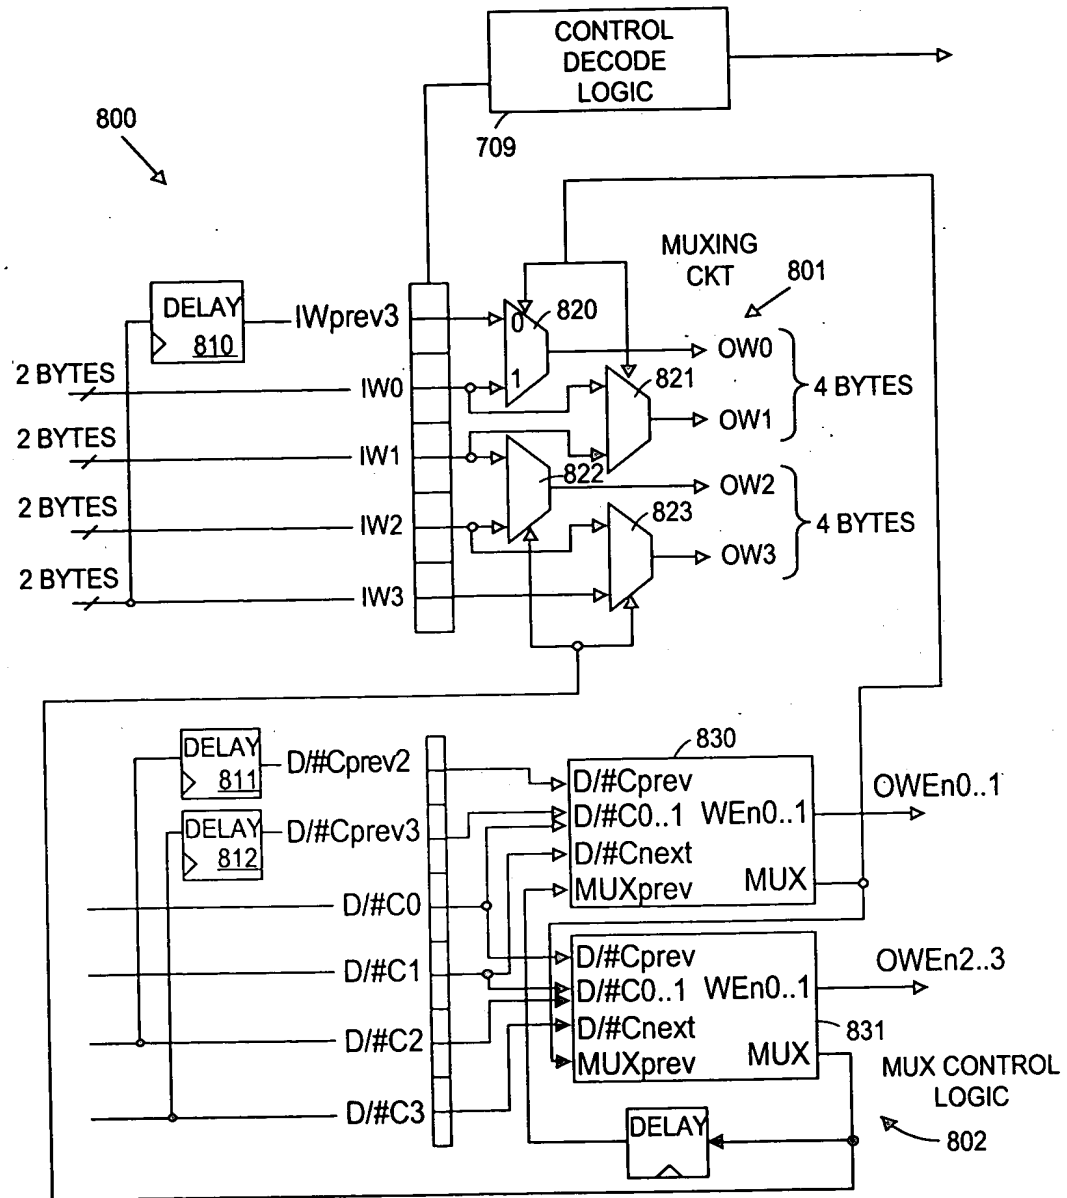 CONTROL
DECODE
LOGIC
709
800
MUXING
CKT
801
DELAY
810
IWprev3
0
820
1
OW0
821
4 BYTES
2 BYTES
IW0
OW1
2 BYTES
IW1
822
OW2
2 BYTES
IW2
823
4 BYTES
OW3
2 BYTES
IW3
DELAY
811
D/#Cprev2
830
D/#Cprev
D/#C0..1
WEn0..1
D/#Cnext
MUXprev
MUX
OWEn0..1
DELAY
812
D/#Cprev3
D/#C0
D/#C1
D/#Cprev
D/#C0..1
WEn0..1
D/#Cnext
MUXprev
MUX
OWEn2..3
831
D/#C2
D/#C3
MUX CONTROL
LOGIC
802
DELAY